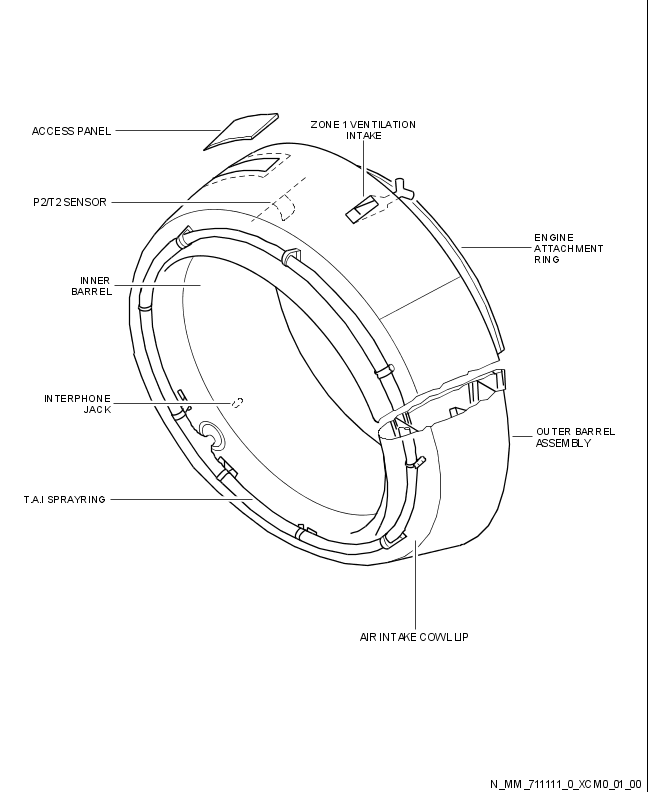 ACCESS PANEL
ZONE 1 VENTILATION
INTAKE
P2/T2 SENSOR
ENGINE
ATTACHMENT
RING
INNER
BARREL
INTERPHONE
JACK
OUTER BARREL
ASSEMBLY
T.A.I SPRAYRING
AIR INTAKE COWL LIP
N_MM_711111_0_XCM0_01_00